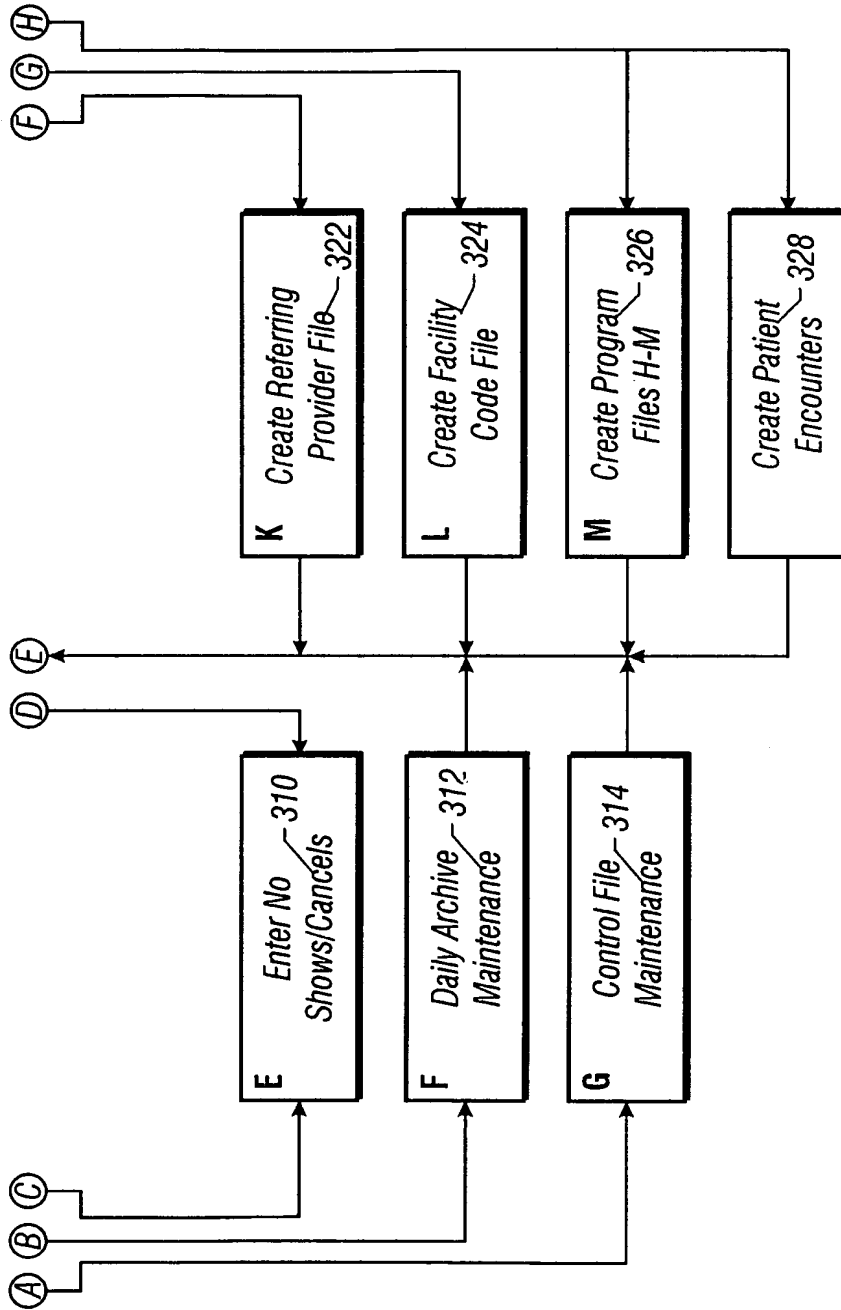 A
B
C
D
E
F
G
H
E
Enter No
Shows/Cancels
310
F
Daily Archive
Maintenance
312
G
Control File
Maintenance
314
K
Create Referring
Provider File
322
L
Create Facility
Code File
324
M
Create Program
Files H-M
326
Create Patient
Encounters
328